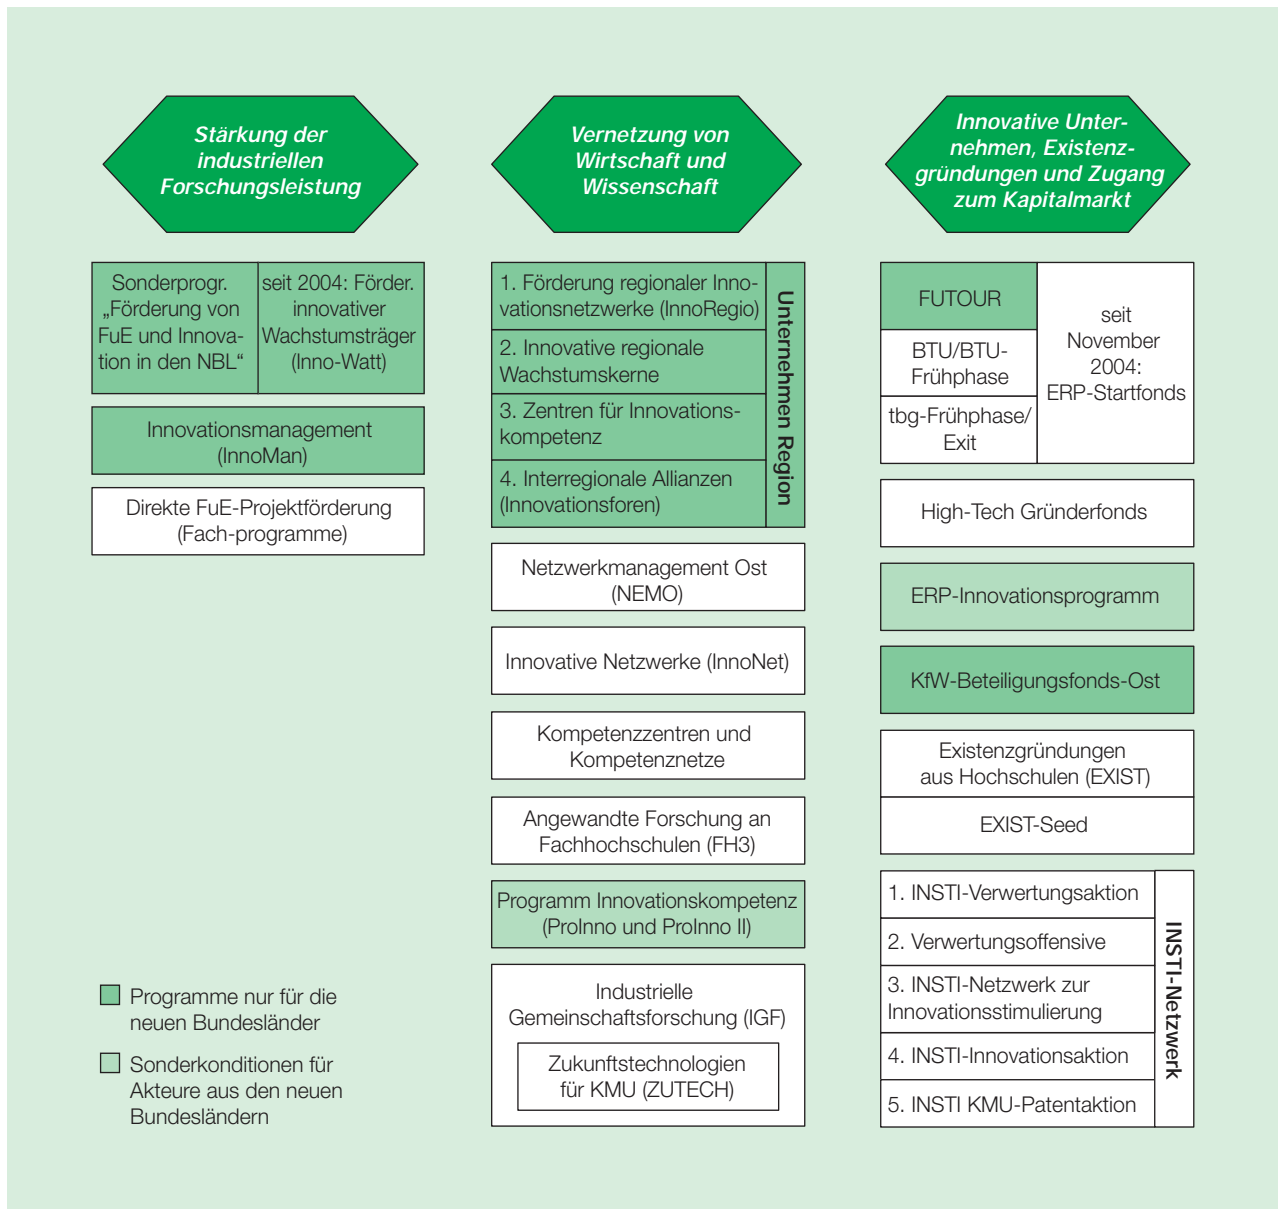 Stärkung der
industriellen
Forschungsleistung
Sonderprogr.
„Förderung von
FuE und Innova-
tion in den NBL“
seit 2004: Förder.
innovativer
Wachstumsträger
(Inno-Watt)
Innovationsmanagement
(InnoMan)
Direkte FuE-Projektförderung
(Fach-programme)
Vernetzung von
Wirtschaft und
Wissenschaft
1. Förderung regionaler Inno-
vationsnetzwerke (InnoRegio)
2. Innovative regionale
Wachstumskerne
3. Zentren für Innovations-
kompetenz
4. Interregionale Allianzen
(Innovationsforen)
Unternehmen Region
Netzwerkmanagement Ost
(NEMO)
Innovative Netzwerke (InnoNet)
Kompetenzzentren und
Kompetenznetze
Angewandte Forschung an
Fachhochschulen (FH3)
Programm Innovationskompetenz
(ProInno und ProInno II)
Industrielle
Gemeinschaftsforschung (IGF)
Zukunftstechnologien
für KMU (ZUTECH)
Innovative Unter-
nehmen, Existenz-
gründungen und Zugang
zum Kapitalmarkt
FUTOUR
BTU/BTU-
Frühphase
tbg-Frühphase/
Exit
seit
November
2004:
ERP-Startfonds
High-Tech Gründerfonds
ERP-Innovationsprogramm
KfW-Beteiligungsfonds-Ost
Existenzgründungen
aus Hochschulen (EXIST)
EXIST-Seed
1. INSTI-Verwertungsaktion
2. Verwertungsoffensive
3. INSTI-Netzwerk zur
Innovationsstimulierung
4. INSTI-Innovationsaktion
5. INSTI KMU-Patentaktion
INSTI-Netzwerk
Programme nur für die
neuen Bundesländer
Sonderkonditionen für
Akteure aus den neuen
Bundesländern